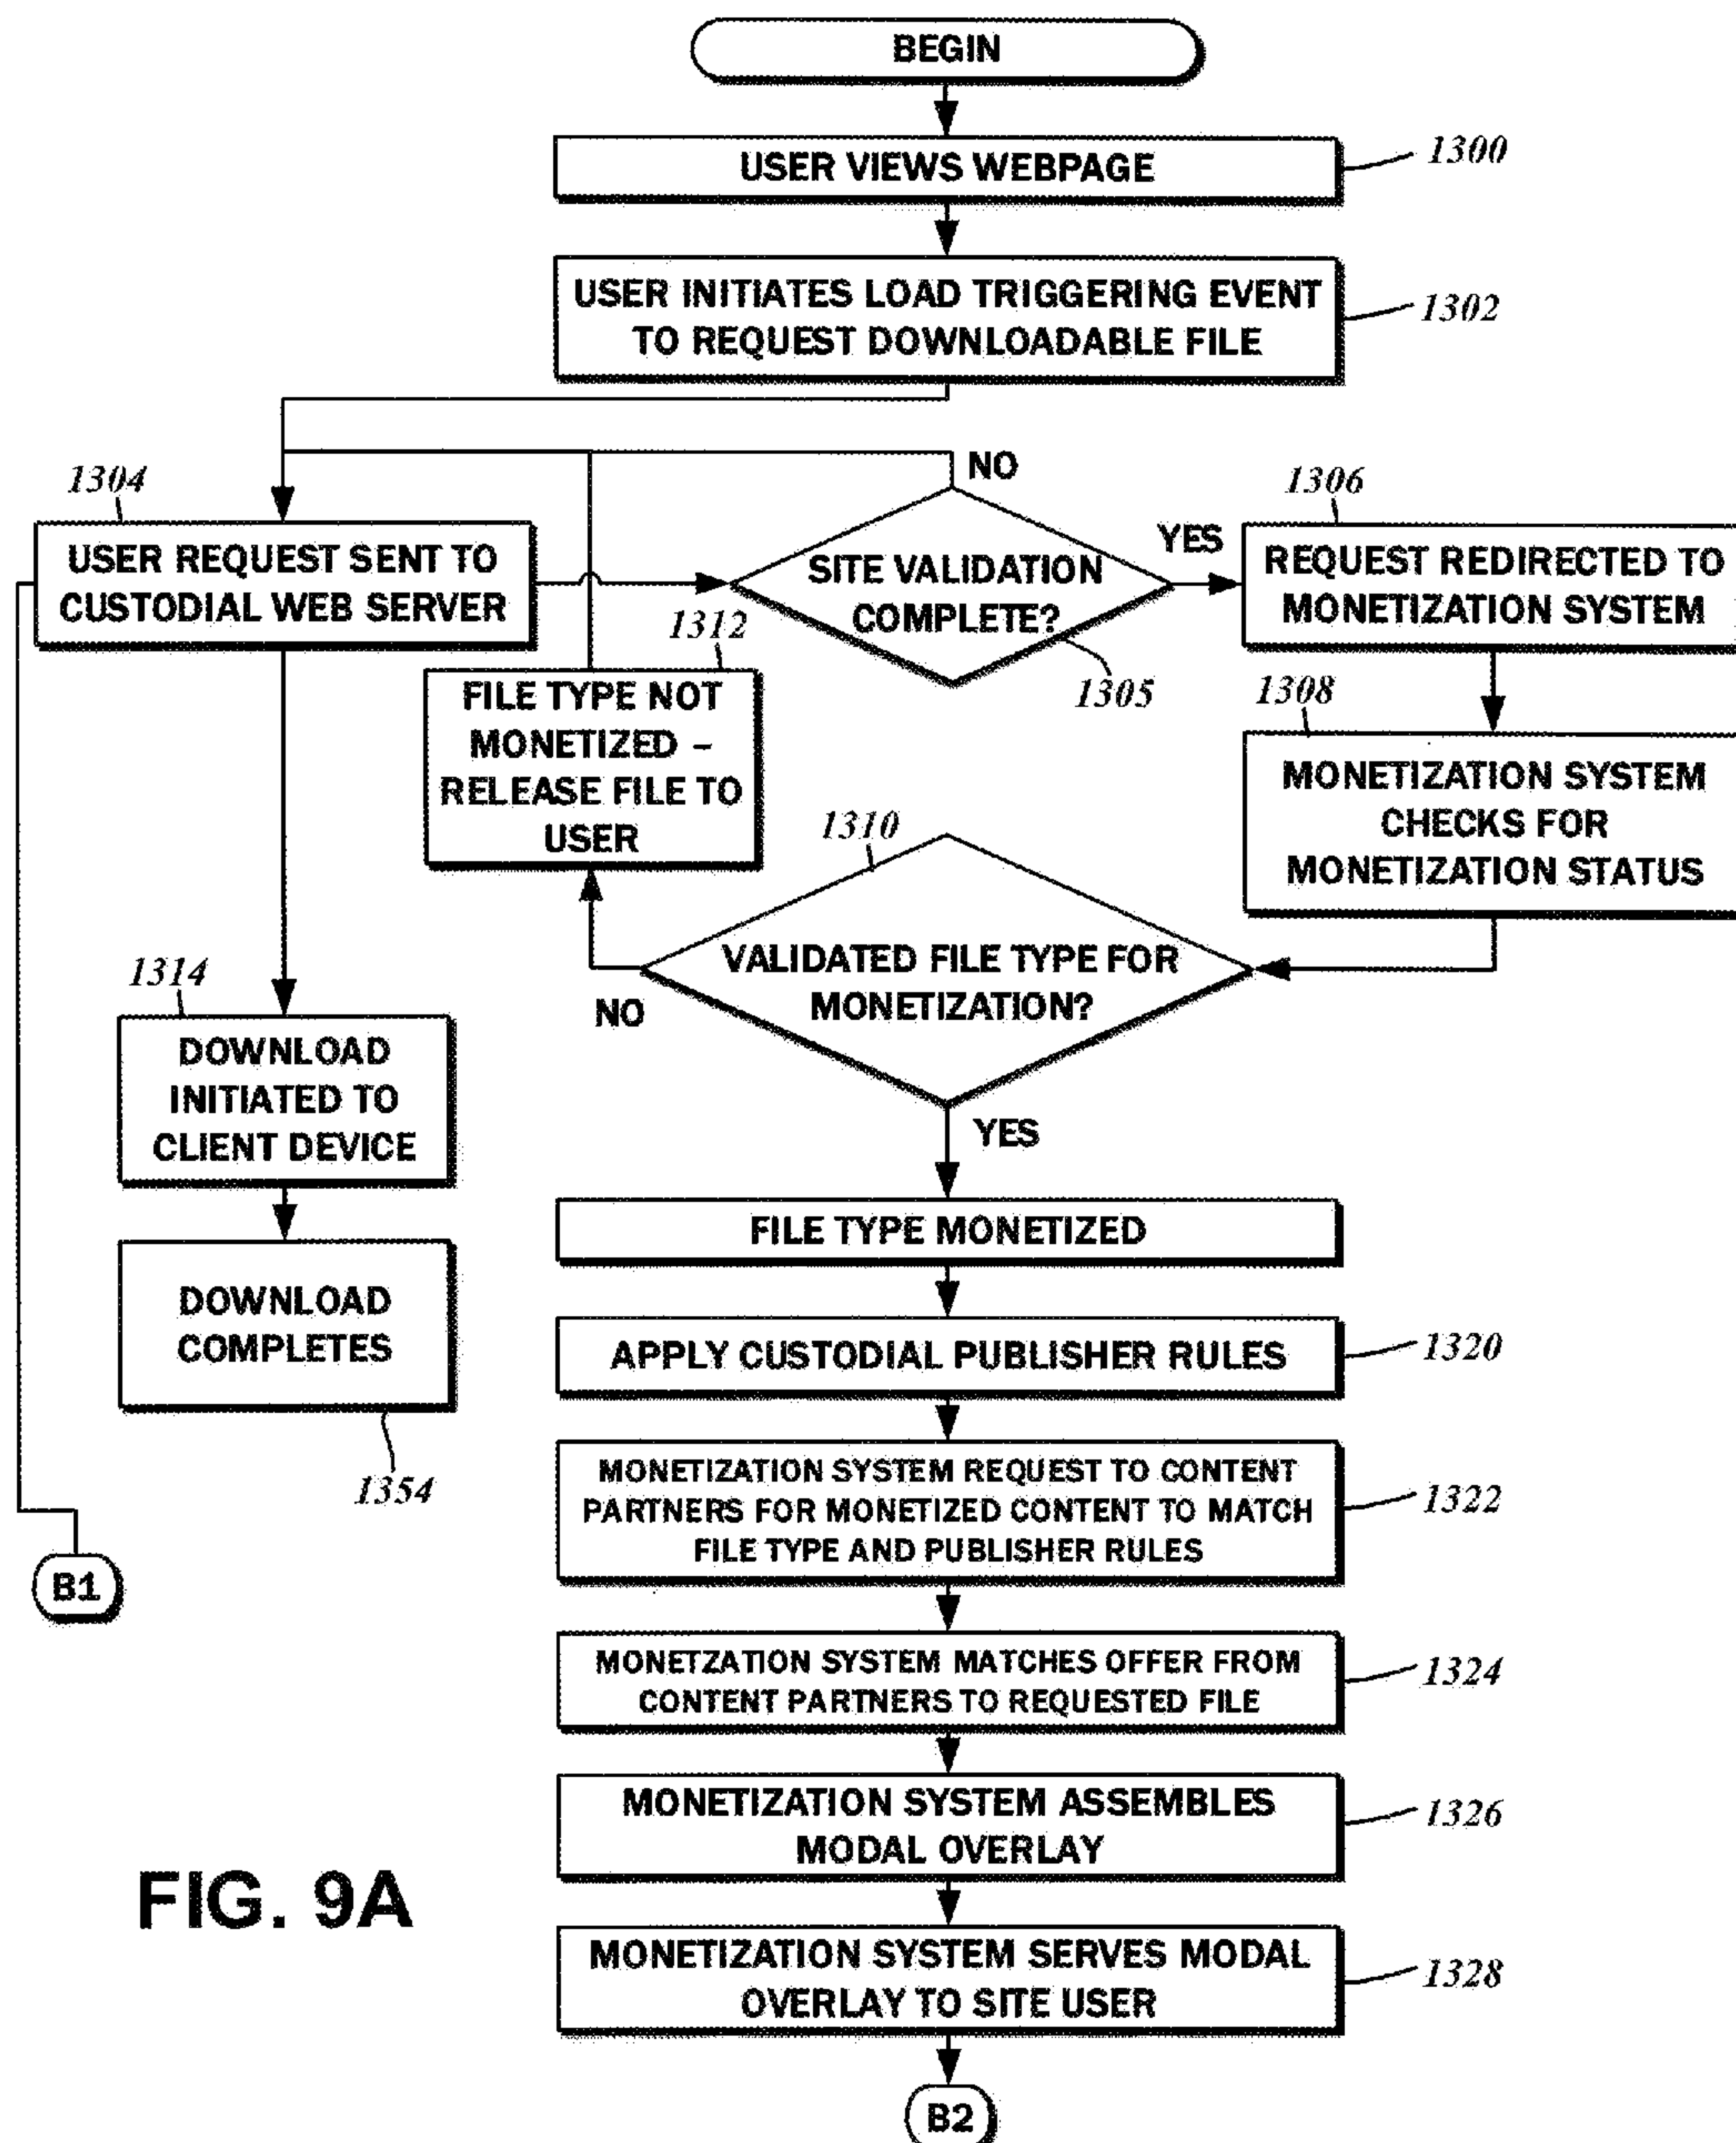 BEGIN
USER VIEWS WEBPAGE
1300
USER INITIATES LOAD TRIGGERING EVENT
TO REQUEST DOWNLOADABLE FILE
1302
NO
1304
USER REQUEST SENT TO
CUSTODIAL WEB SERVER
SITE VALIDATION
COMPLETE?
1305
YES
1306
REQUEST REDIRECTED TO
MONETIZATION SYSTEM
1312
FILE TYPE NOT
MONETIZED –
RELEASE FILE TO
USER
1308
MONETIZATION SYSTEM
CHECKS FOR
MONETIZATION STATUS
1310
VALIDATED FILE TYPE FOR
MONETIZATION?
NO
YES
1314
DOWNLOAD
INITIATED TO
CLIENT DEVICE
DOWNLOAD
COMPLETES
1354
B1
FILE TYPE MONETIZED
APPLY CUSTODIAL PUBLISHER RULES
1320
MONETIZATION SYSTEM REQUEST TO CONTENT
PARTNERS FOR MONETIZED CONTENT TO MATCH
FILE TYPE AND PUBLISHER RULES
1322
MONETZATION SYSTEM MATCHES OFFER FROM
CONTENT PARTNERS TO REQUESTED FILE
1324
MONETIZATION SYSTEM ASSEMBLES
MODAL OVERLAY
1326
MONETIZATION SYSTEM SERVES MODAL
OVERLAY TO SITE USER
1328
B2
FIG. 9A